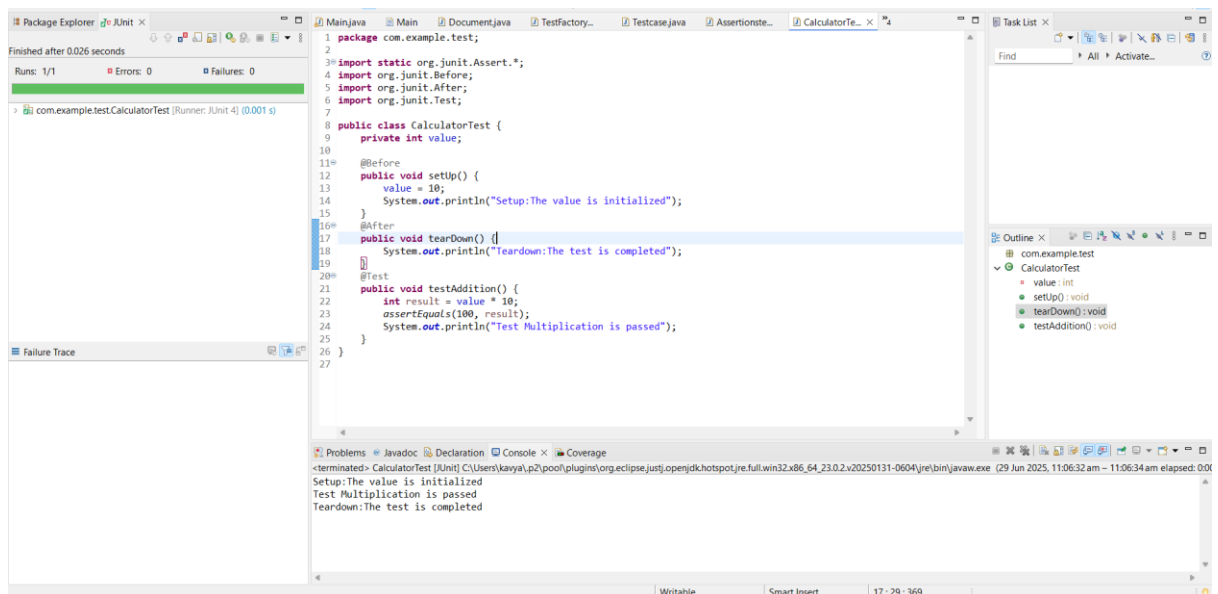 Package Explorer JUnit
Finished after 0.026 seconds
Runs: 1/1 Errors: 0 Failures: 0
com.example.test.CalculatorTest [Runner: JUnit 4] (0.001 s)
Failure Trace
Main.java Main Document.java TestFactory... Testcase.java Assertionste... CalculatorTe... »4
1 package com.example.test;
2
3 import static org.junit.Assert.*;
4 import org.junit.Before;
5 import org.junit.After;
6 import org.junit.Test;
7
8 public class CalculatorTest {
9 private int value;
10
11 @Before
12 public void setUp() {
13 value = 10;
14 System.out.println("Setup:The value is initialized");
15 }
16 @After
17 public void tearDown() {
18 System.out.println("Teardown:The test is completed");
19 }
20 @Test
21 public void testAddition() {
22 int result = value * 10;
23 assertEquals(100, result);
24 System.out.println("Test Multiplication is passed");
25 }
26 }
27
Task List
Find All Activate...
Outline
com.example.test
CalculatorTest
value : int
setUp() : void
tearDown() : void
testAddition() : void
Problems Javadoc Declaration Console Coverage
<terminated> CalculatorTest [JUnit] C:\Users\kavya\.p2\pool\plugins\org.eclipse.justj.openjdk.hotspot.jre.full.win32.x86_64_23.0.2.v20250131-0604\jre\bin\javaw.exe (29 Jun 2025, 11:06:32 am – 11:06:34 am elapsed: 0:00
Setup:The value is initialized
Test Multiplication is passed
Teardown:The test is completed
Writable Smart Insert 17 : 29 : 369